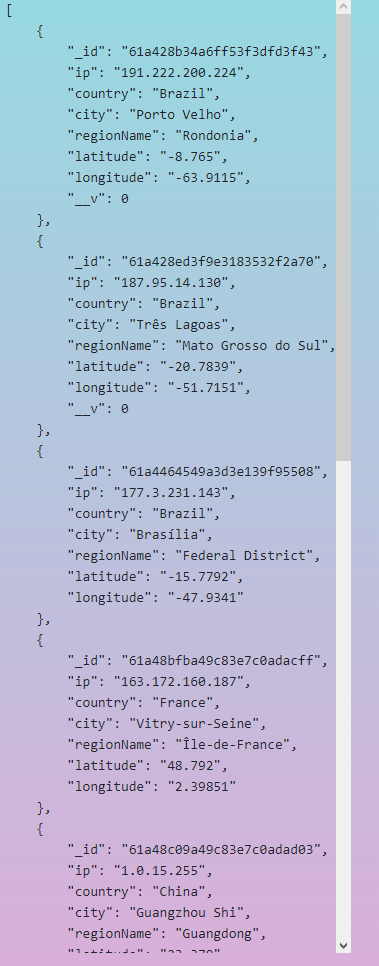 [
    {
        "_id": "61a428b34a6ff53f3dfd3f43",
        "ip": "191.222.200.224",
        "country": "Brazil",
        "city": "Porto Velho",
        "regionName": "Rondonia",
        "latitude": "-8.765",
        "longitude": "-63.9115",
        "__v": 0
    },
    {
        "_id": "61a428ed3f9e3183532f2a70",
        "ip": "187.95.14.130",
        "country": "Brazil",
        "city": "Três Lagoas",
        "regionName": "Mato Grosso do Sul",
        "latitude": "-20.7839",
        "longitude": "-51.7151",
        "__v": 0
    },
    {
        "_id": "61a4464549a3d3e139f95508",
        "ip": "177.3.231.143",
        "country": "Brazil",
        "city": "Brasília",
        "regionName": "Federal District",
        "latitude": "-15.7792",
        "longitude": "-47.9341"
    },
    {
        "_id": "61a48bfba49c83e7c0adacff",
        "ip": "163.172.160.187",
        "country": "France",
        "city": "Vitry-sur-Seine",
        "regionName": "Île-de-France",
        "latitude": "48.792",
        "longitude": "2.39851"
    },
    {
        "_id": "61a48c09a49c83e7c0adad03",
        "ip": "1.0.15.255",
        "country": "China",
        "city": "Guangzhou Shi",
        "regionName": "Guangdong",